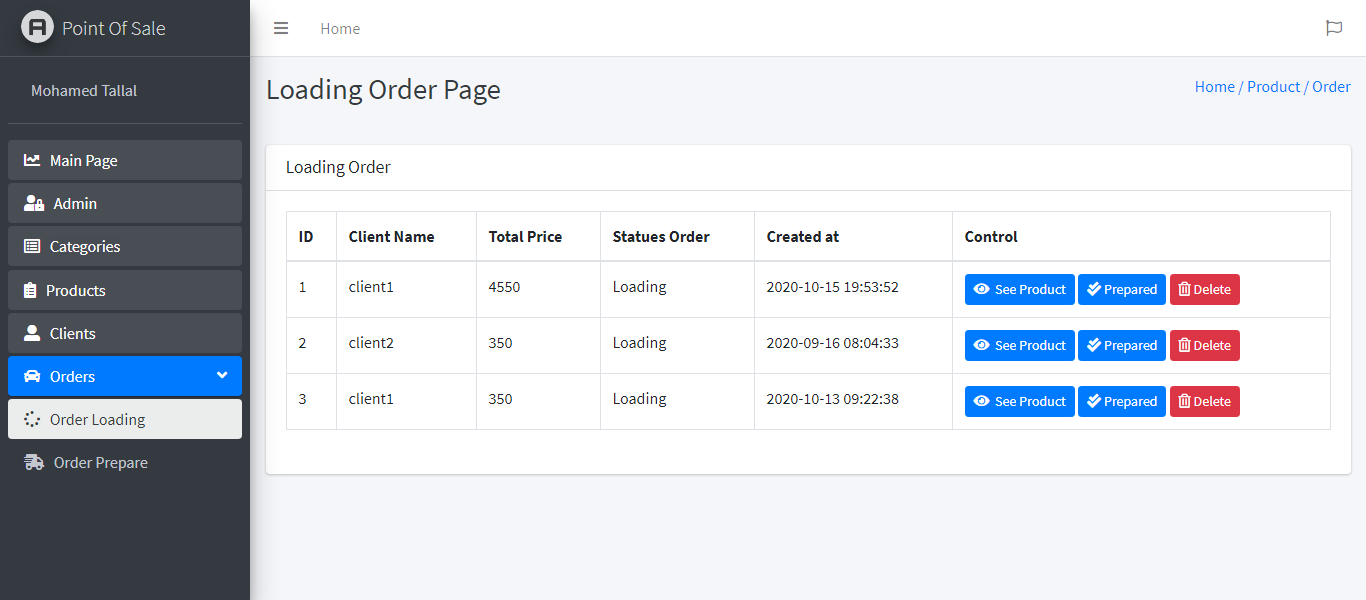 Point Of Sale
Home
Mohamed Tallal
Main Page
Admin
Categories
Products
Clients
Orders
Order Loading
Order Prepare
Loading Order Page
Home / Product / Order
Loading Order
ID Client Name Total Price Statues Order Created at Control
1 client1 4550 Loading 2020-10-15 19:53:52 See Product Prepared Delete
2 client2 350 Loading 2020-09-16 08:04:33 See Product Prepared Delete
3 client1 350 Loading 2020-10-13 09:22:38 See Product Prepared Delete